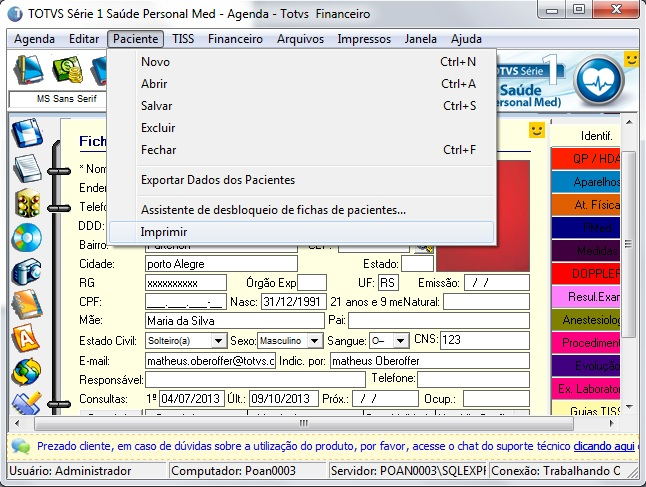 TOTVS Série 1 Saúde Personal Med - Agenda - Totvs Financeiro
Agenda Editar Paciente TISS Financeiro Arquivos Impressos Janela Ajuda
MS Sans Serif
Novo Ctrl+N
Abrir Ctrl+A
Salvar Ctrl+S
Excluir
Fechar Ctrl+F
Exportar Dados dos Pacientes
Assistente de desbloqueio de fichas de pacientes...
Imprimir
TOTVS Série 1
Saúde
Personal Med)
Fich
* Nom
Ender
Telefo
DDD:
Bairro:
Cidade: porto Alegre Estado:
RG xxxxxxxxxx Órgão Exp UF: RS Emissão: / /
CPF: ___.___.___-__ Nasc: 31/12/1991 21 anos e 9 me Natural:
Mãe: Maria da Silva Pai:
Estado Civil: Solteiro(a) Sexo: Masculino Sangue: O- CNS: 123
E-mail: matheus.oberoffer@totvs.c Indic. por: matheus Oberoffer
Responsável: Telefone:
Consultas: 1ª 04/07/2013 Últ.: 09/10/2013 Próx.: / / Ocup.:
Identif.
QP / HDA
Aparelhos
At. Física
PMed
Medidas
DOPPLER
Resul.Exar
Anestesiolog
Procediment
Evolução
Ex. Laborator
Guias TISS
Prezado cliente, em caso de dúvidas sobre a utilização do produto, por favor, acesse o chat do suporte técnico clicando aqui
Usuário: Administrador Computador: Poan0003 Servidor: POAN0003\SQLEXPF Conexão: Trabalhando O